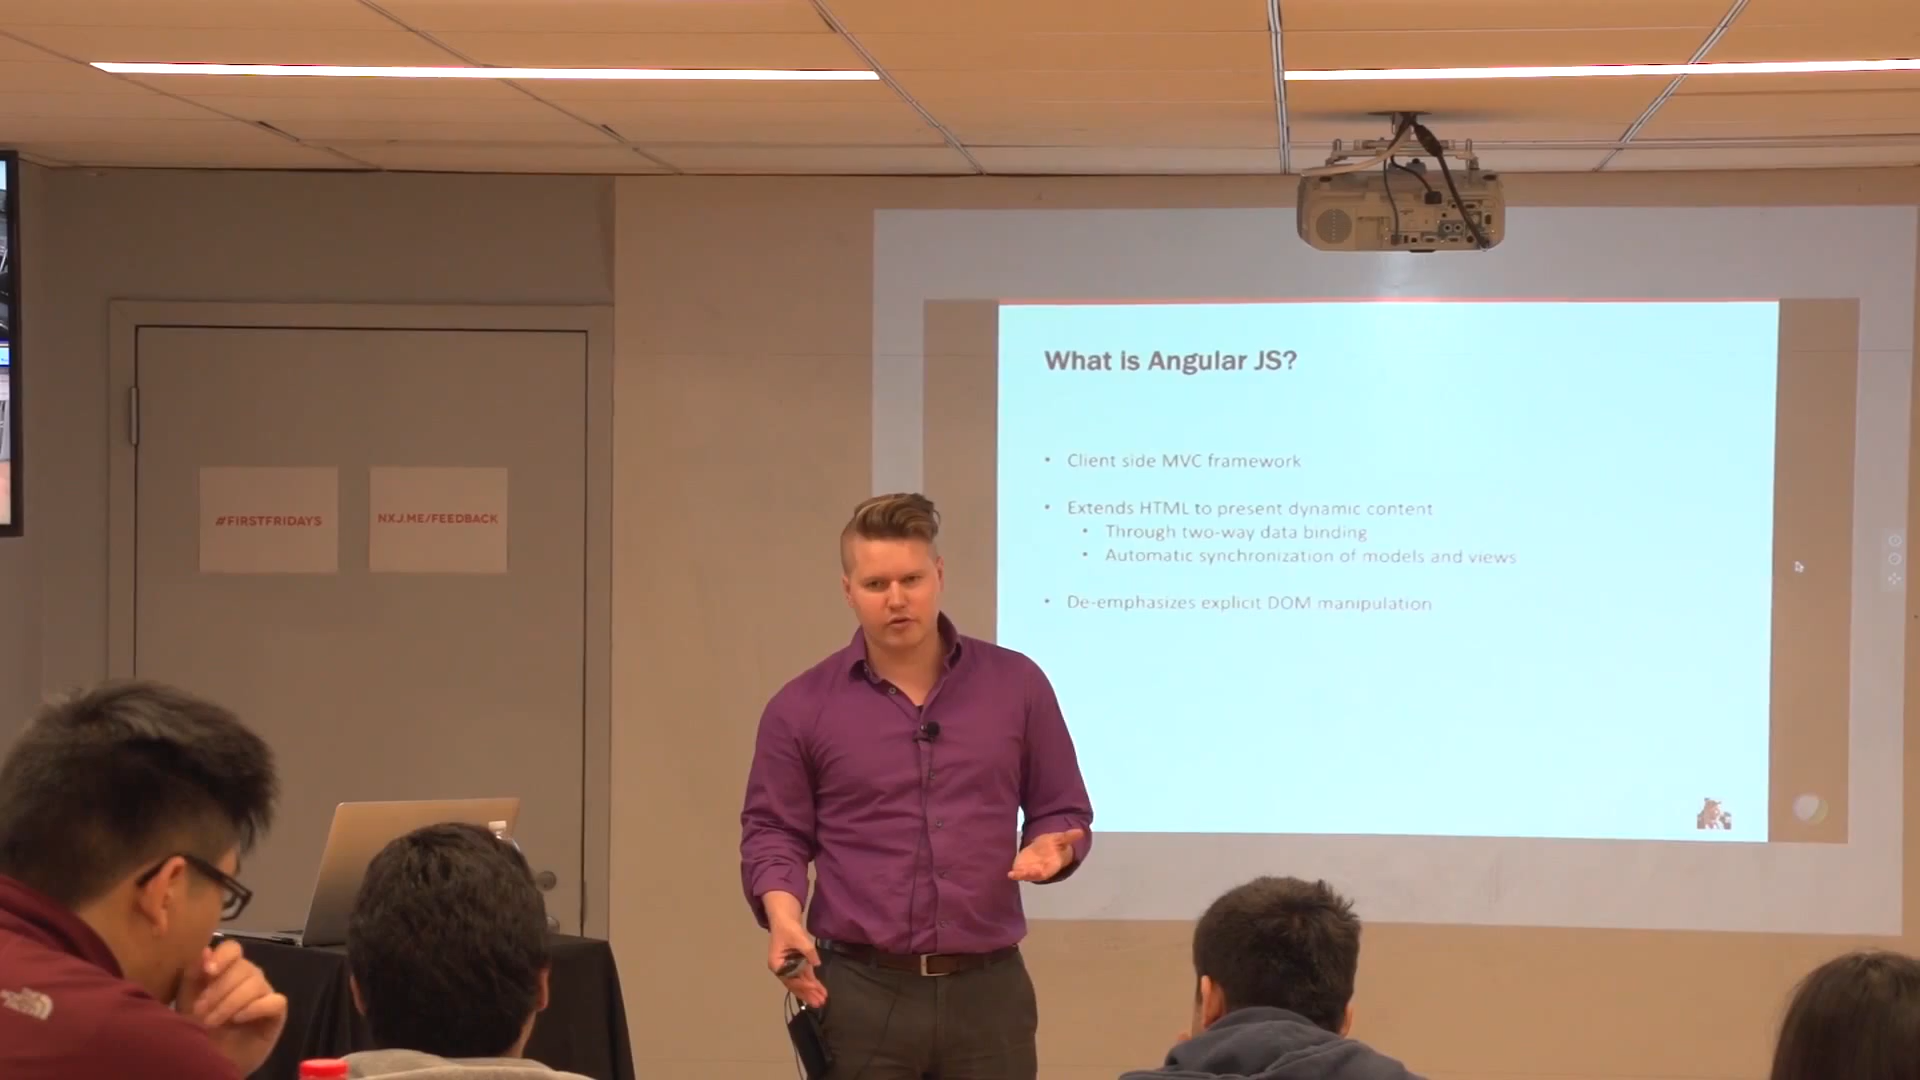 #FIRSTFRIDAYS
NXJ.ME/FEEDBACK
What is Angular JS?
• Client side MVC framework
• Extends HTML to present dynamic content
• Through two-way data binding
• Automatic synchronization of models and views
• De-emphasizes explicit DOM manipulation